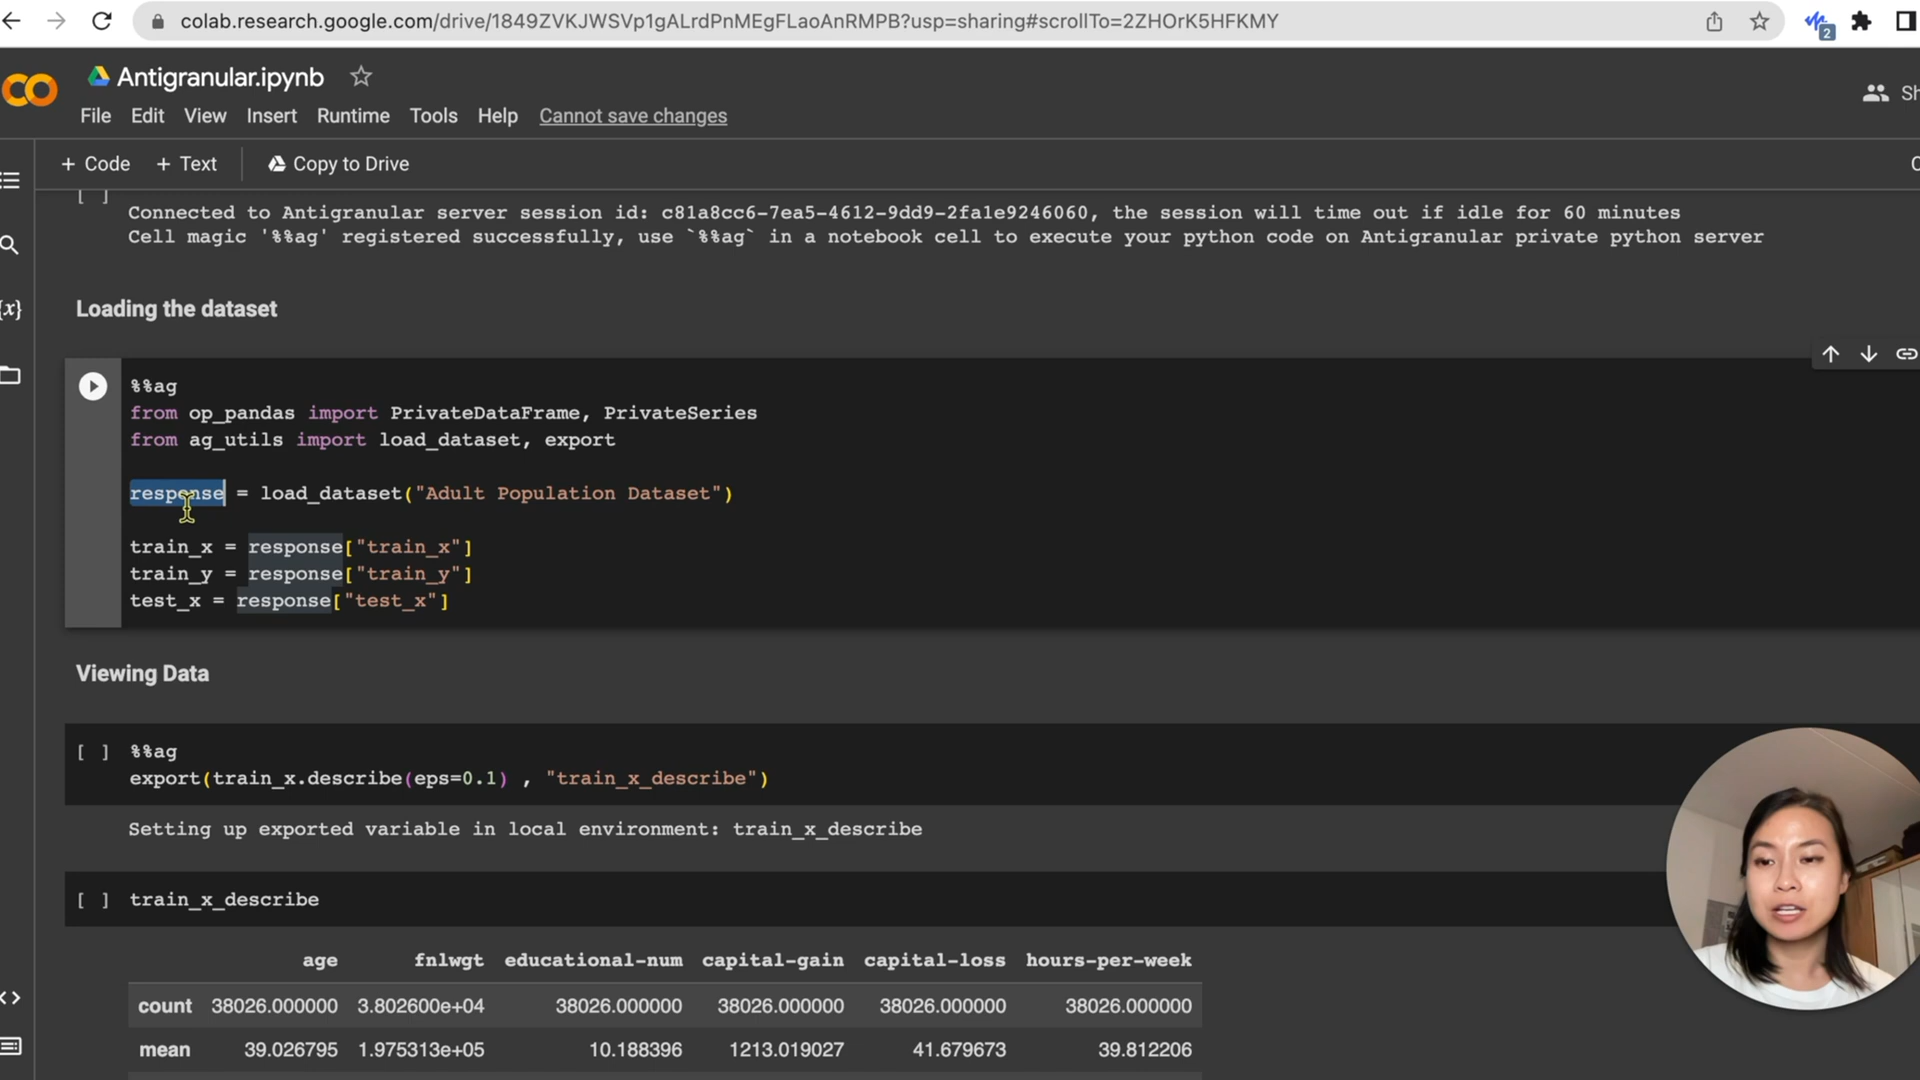 colab.research.google.com/drive/1849ZVKJWSVp1gALrdPnMEgFLaoAnRMPB?usp=sharing#scrollTo=2ZHOrK5HFKMY
2
Antigranular.ipynb
File Edit View Insert Runtime Tools Help Cannot save changes
Sh
+ Code + Text Copy to Drive
[ ]
Connected to Antigranular server session id: c81a8cc6-7ea5-4612-9dd9-2fa1e9246060, the session will time out if idle for 60 minutes
Cell magic '%%ag' registered successfully, use `%%ag` in a notebook cell to execute your python code on Antigranular private python server
{x}
Loading the dataset
%%ag
from op_pandas import PrivateDataFrame, PrivateSeries
from ag_utils import load_dataset, export
response = load_dataset("Adult Population Dataset")
train_x = response["train_x"]
train_y = response["train_y"]
test_x = response["test_x"]
Viewing Data
[ ] %%ag
export(train_x.describe(eps=0.1) , "train_x_describe")
Setting up exported variable in local environment: train_x_describe
[ ] train_x_describe
age fnlwgt educational-num capital-gain capital-loss hours-per-week
count 38026.000000 3.802600e+04 38026.000000 38026.000000 38026.000000 38026.000000
mean 39.026795 1.975313e+05 10.188396 1213.019027 41.679673 39.812206